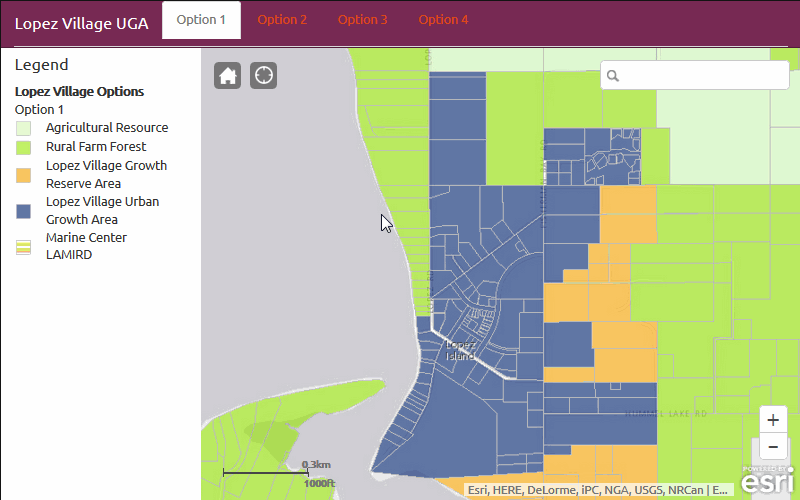 Lopez Village UGA
Option 1
Option 2
Option 3
Option 4
Legend
Lopez Village Options
Option 1
Agricultural Resource
Rural Farm Forest
Lopez Village Growth
Reserve Area
Lopez Village Urban
Growth Area
Marine Center
LAMIRD
LOPEZ RD
Lopez
Island
HUMMEL LAKE RD
0.3km
1000ft
Esri, HERE, DeLorme, iPC, NGA, USGS, NRCan | E...
+
−
POWERED BY
esri